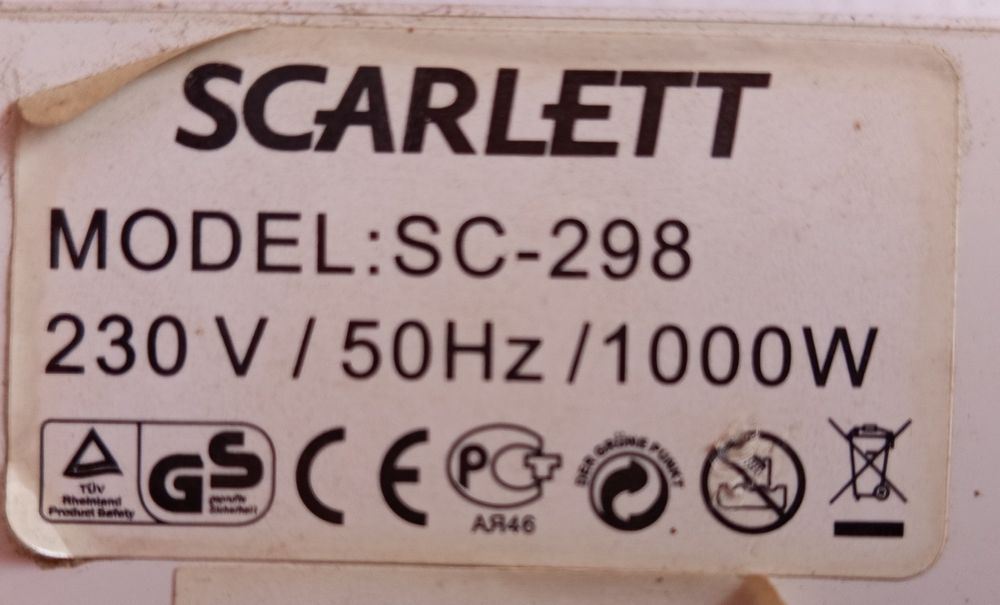 SCARLETT
MODEL:SC-298
230 V / 50Hz /1000W
TÜV
Rheinland
Product Safety
GS
geprüfte
Sicherheit
CE
PC
АЯ46
DER GRÜNE PUNKT